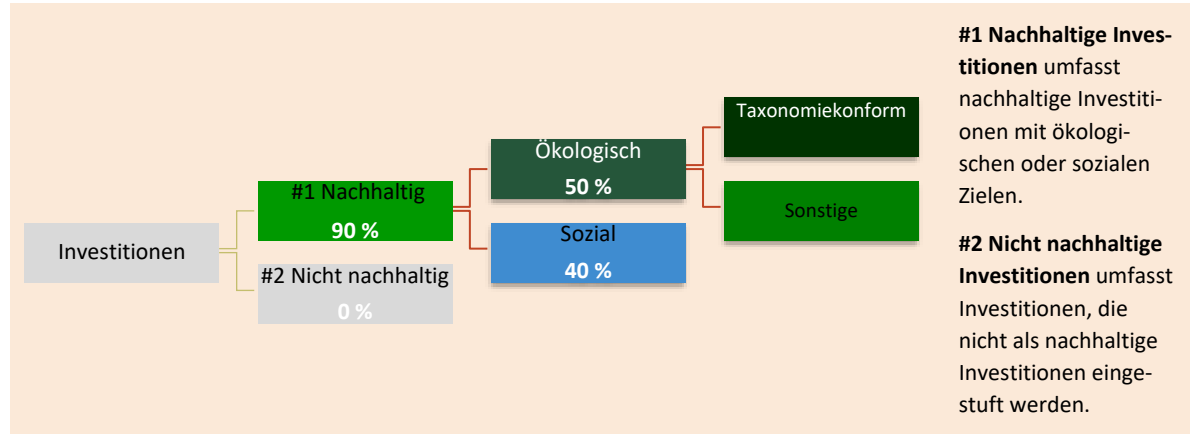 Investitionen
#1 Nachhaltig
90 %
#2 Nicht nachhaltig
0 %
Ökologisch
50 %
Sozial
40 %
Taxonomiekonform
Sonstige
#1 Nachhaltige Inves-
titionen umfasst
nachhaltige Investiti-
onen mit ökologi-
schen oder sozialen
Zielen.
#2 Nicht nachhaltige
Investitionen umfasst
Investitionen, die
nicht als nachhaltige
Investitionen einge-
stuft werden.